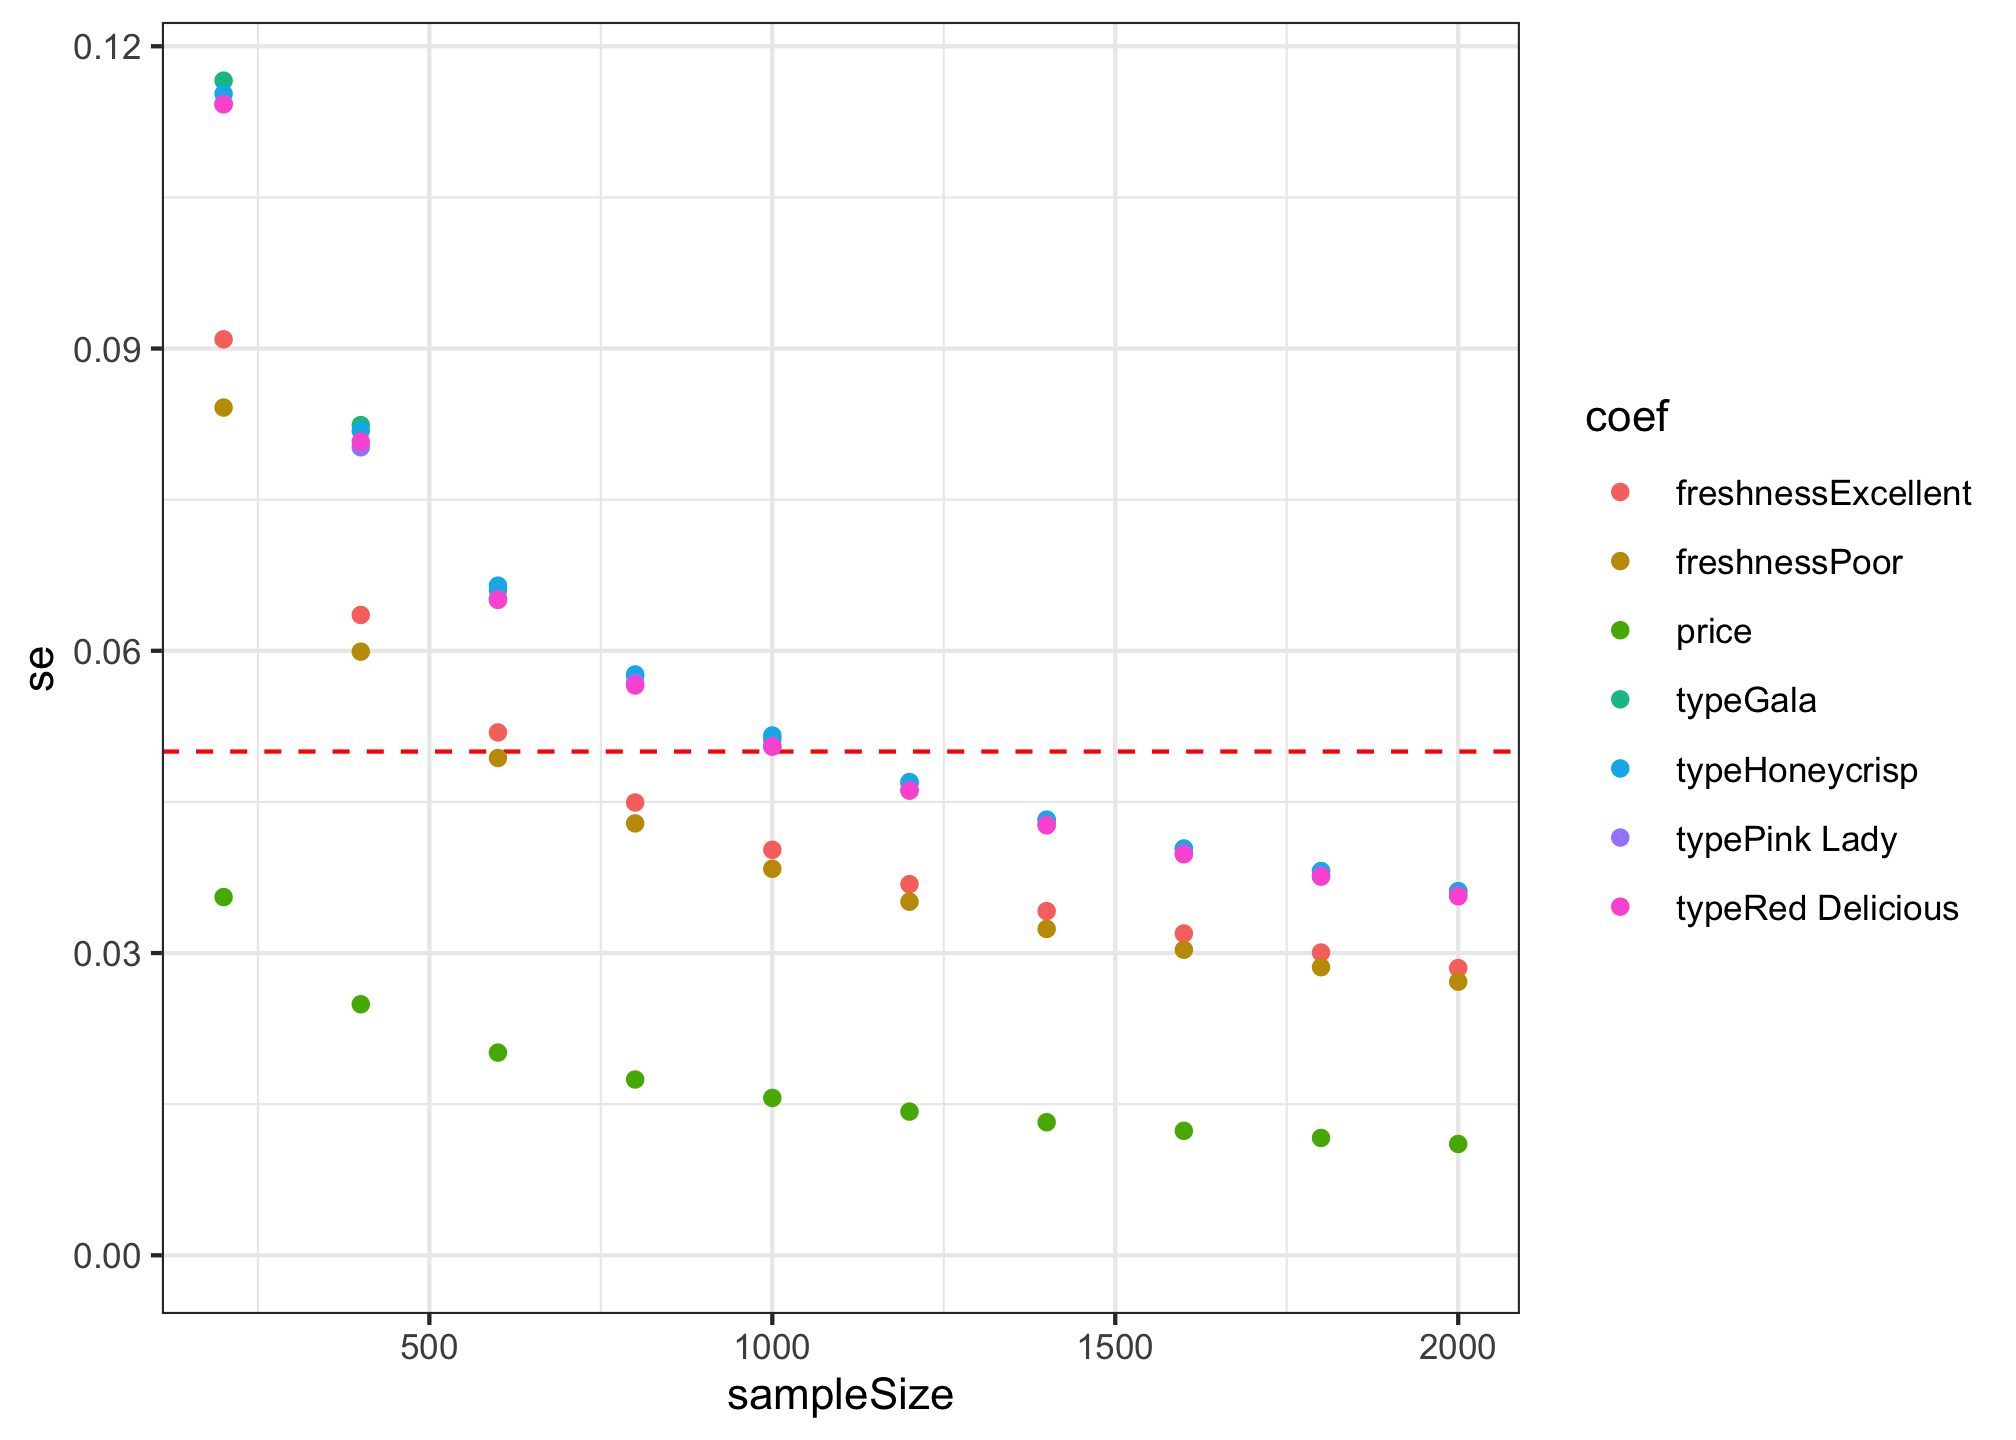 0.12
0.09
0.06
0.03
0.00
se
500 1000 1500 2000
sampleSize
coef
freshnessExcellent
freshnessPoor
price
typeGala
typeHoneycrisp
typePink Lady
typeRed Delicious